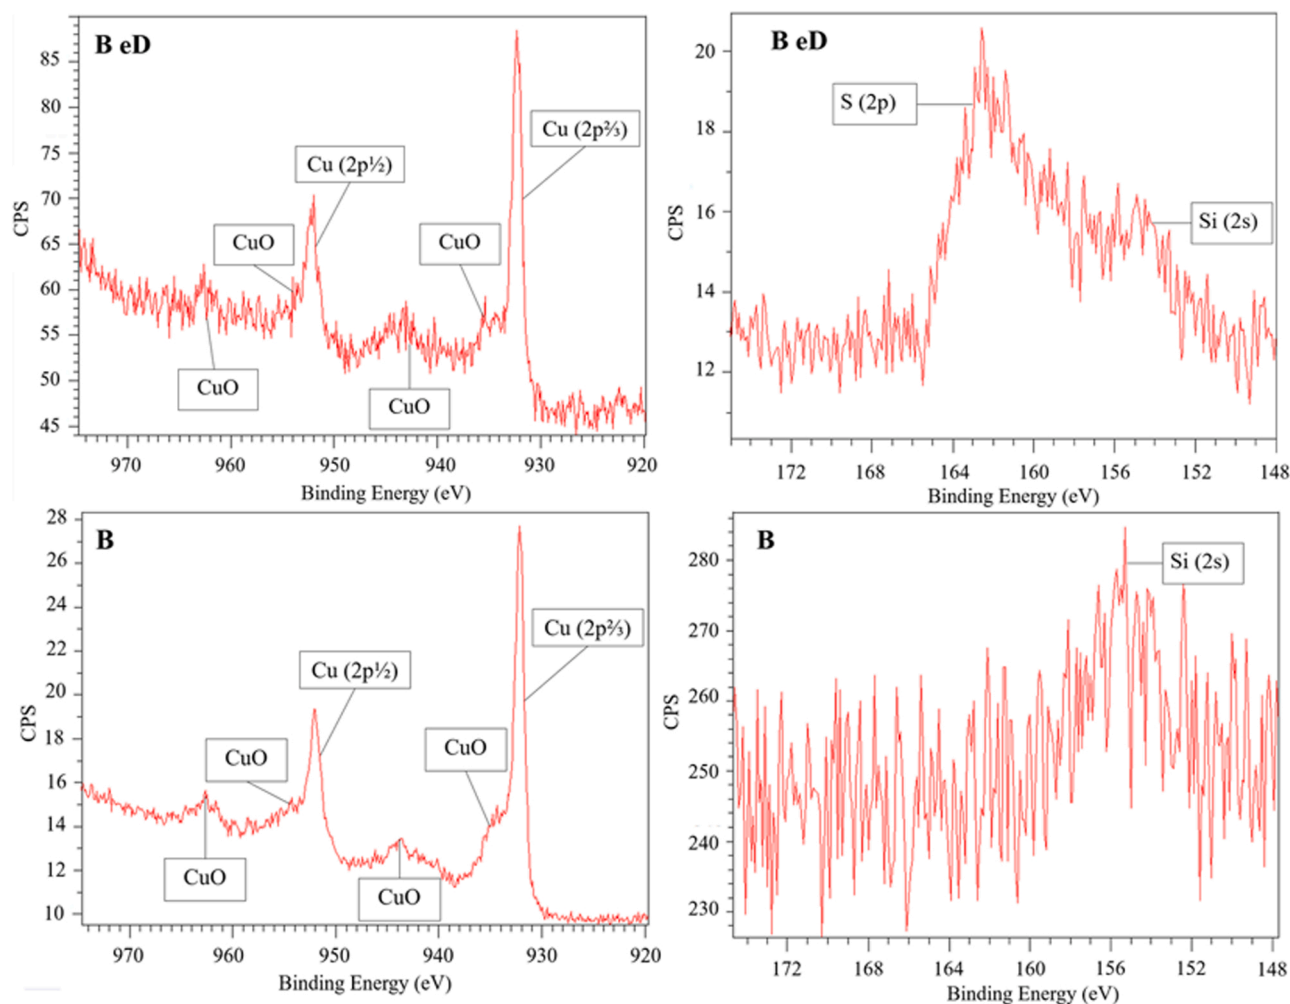 B eD
85
80
75
70
65
60
55
50
45
CPS
Cu (2p⅔)
Cu (2p½)
CuO
CuO
CuO
CuO
970
960
950
940
930
920
Binding Energy (eV)
B eD
20
18
16
14
12
CPS
S (2p)
Si (2s)
172
168
164
160
156
152
148
Binding Energy (eV)
B
28
26
24
22
20
18
16
14
12
10
CPS
Cu (2p⅔)
Cu (2p½)
CuO
CuO
CuO
CuO
970
960
950
940
930
920
Binding Energy (eV)
B
280
270
260
250
240
230
CPS
Si (2s)
172
168
164
160
156
152
148
Binding Energy (eV)